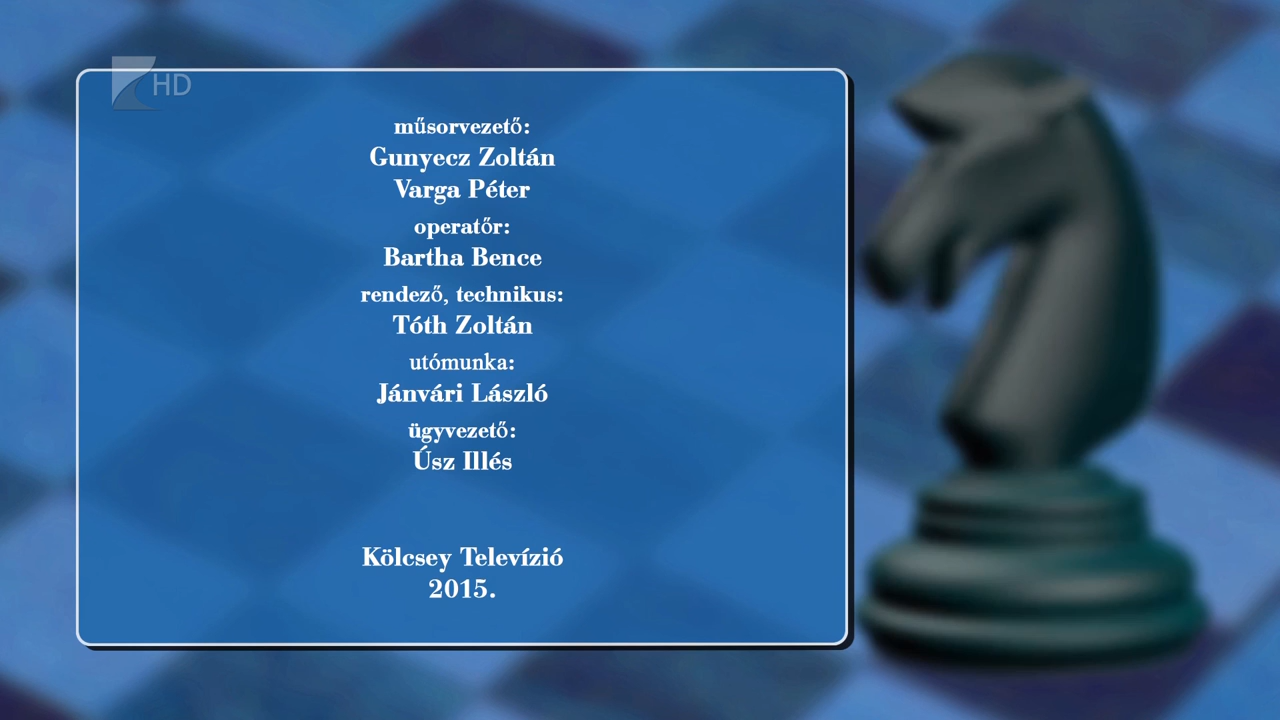 HD
műsorvezető:
Gunyecz Zoltán
Varga Péter
operatőr:
Bartha Bence
rendező, technikus:
Tóth Zoltán
utómunka:
Jánvári László
ügyvezető:
Úsz Illés
Kölcsey Televízió
2015.